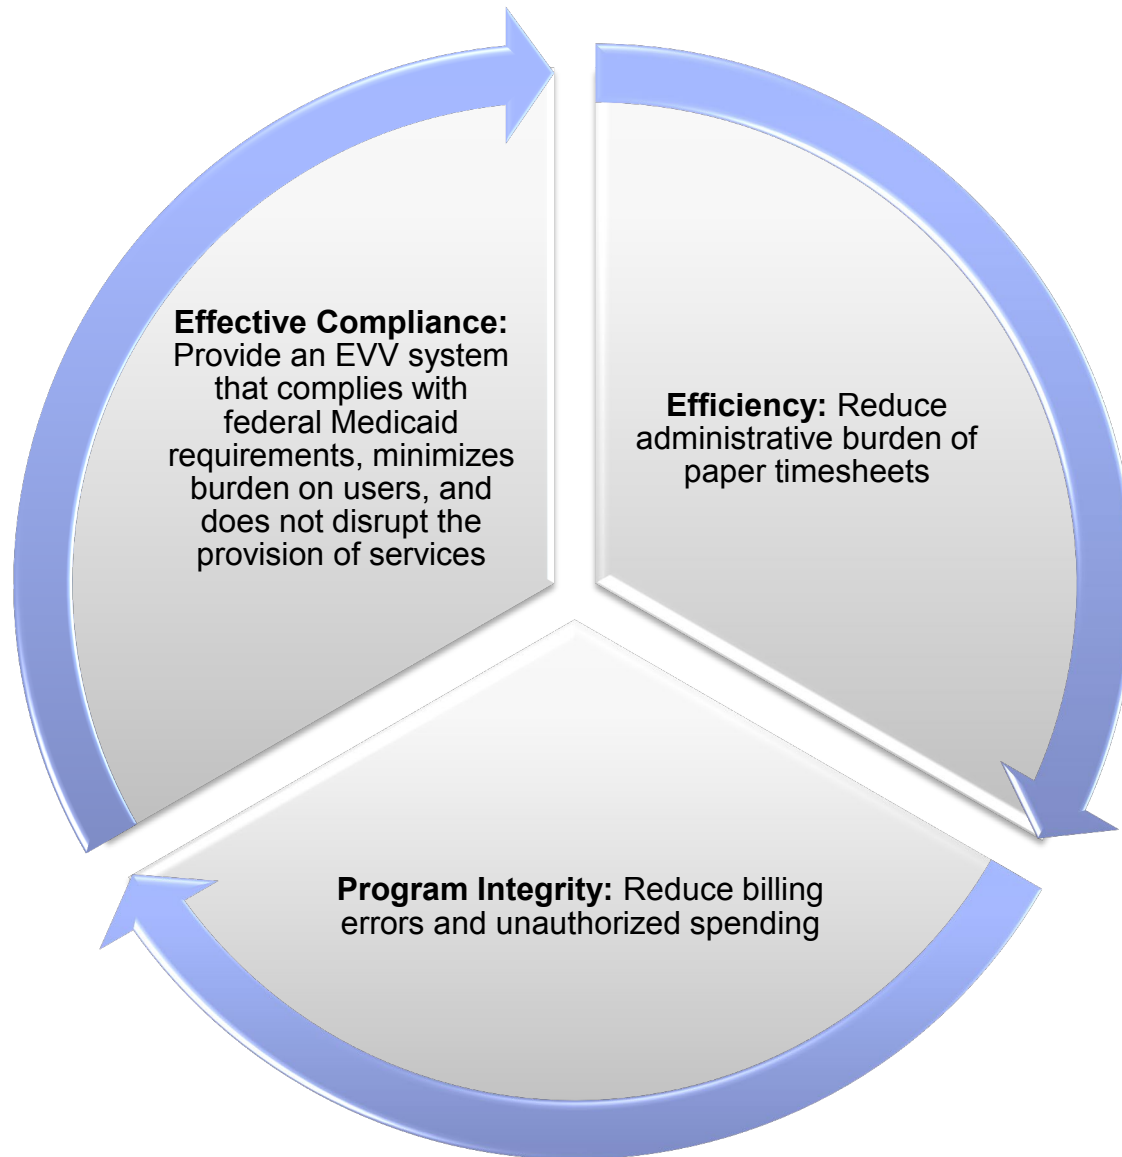 Effective Compliance:
Provide an EVV system
that complies with
federal Medicaid
requirements, minimizes
burden on users, and
does not disrupt the
provision of services
Efficiency: Reduce
administrative burden of
paper timesheets
Program Integrity: Reduce billing
errors and unauthorized spending